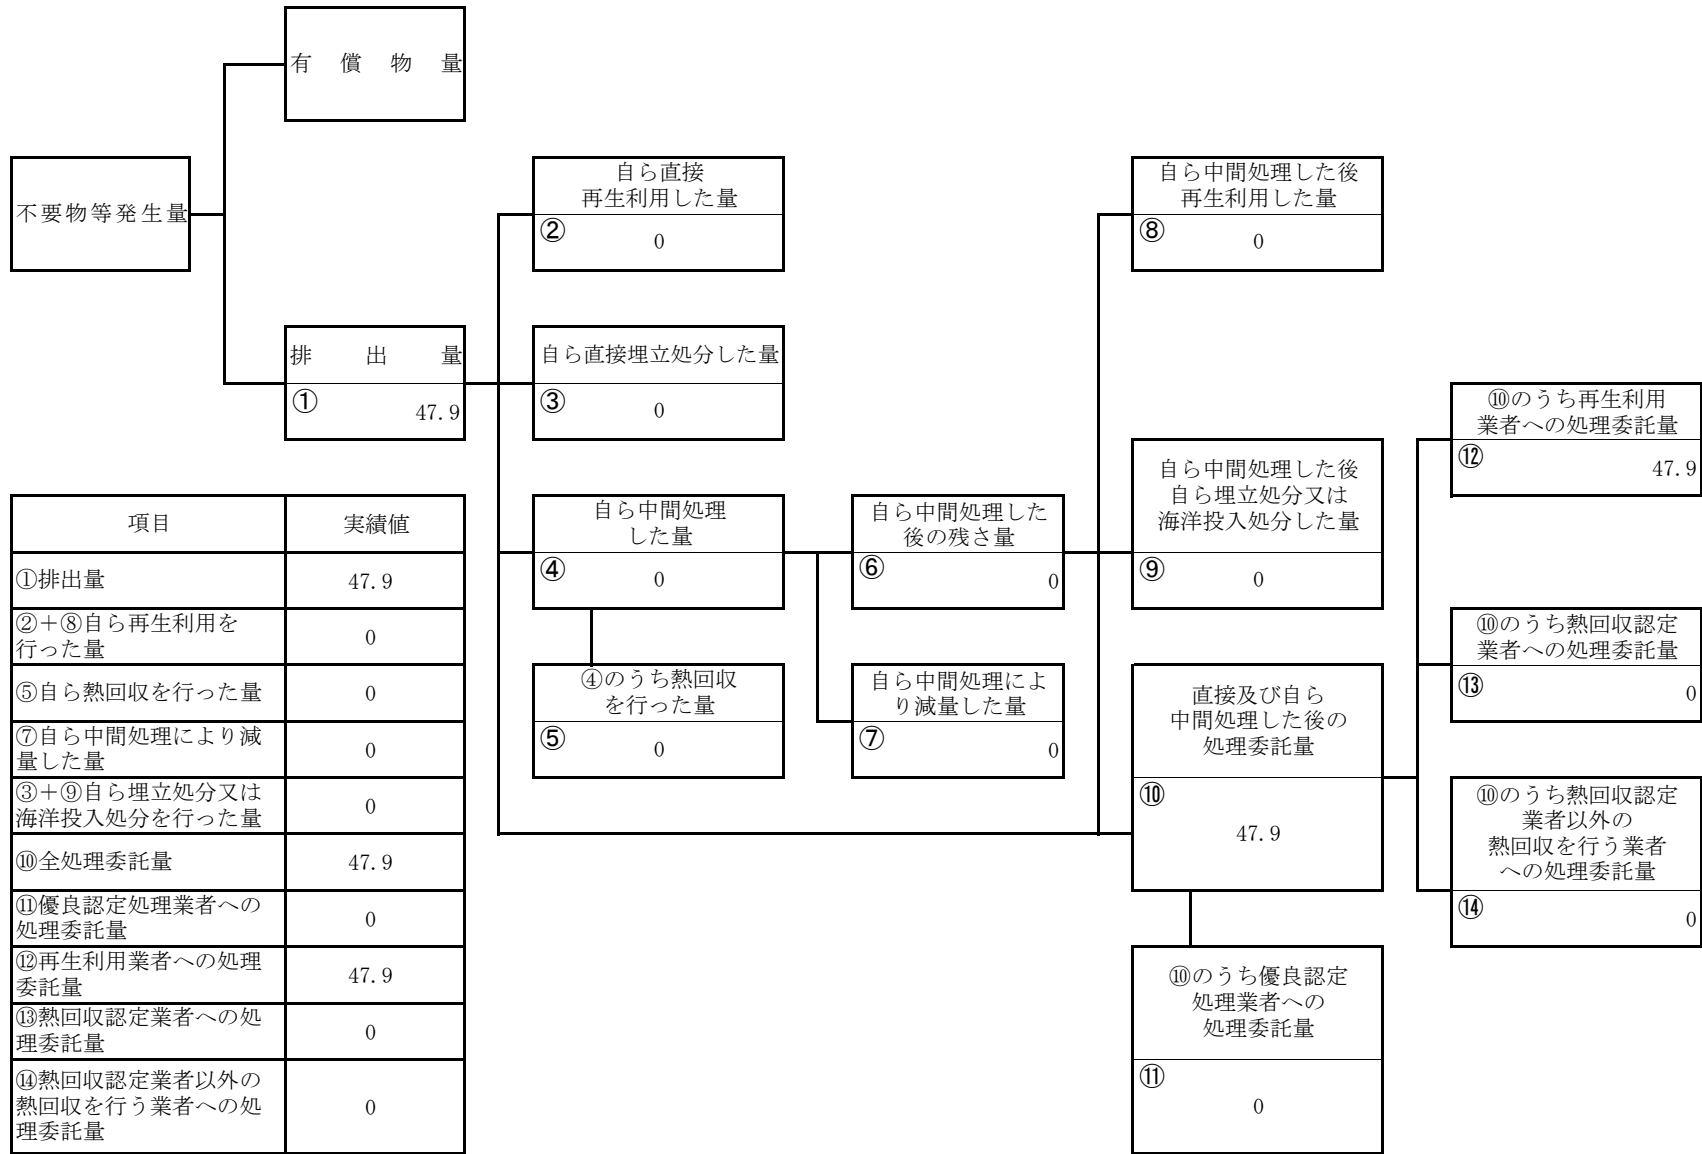 有償物量
不要物等発生量
排出量
①
47.9
自ら直接
再生利用した量
②
0
自ら直接埋立処分した量
③
0
自ら中間処理
した量
④
0
④のうち熱回収
を行った量
⑤
0
自ら中間処理した
後の残さ量
⑥
0
自ら中間処理によ
り減量した量
⑦
0
自ら中間処理した後
再生利用した量
⑧
0
自ら中間処理した後
自ら埋立処分又は
海洋投入処分した量
⑨
0
直接及び自ら
中間処理した後の
処理委託量
⑩
47.9
⑩のうち優良認定
処理業者への
処理委託量
⑪
0
⑩のうち再生利用
業者への処理委託量
⑫
47.9
⑩のうち熱回収認定
業者への処理委託量
⑬
0
⑩のうち熱回収認定
業者以外の
熱回収を行う業者
への処理委託量
⑭
0
項目 実績値
①排出量 47.9
②+⑧自ら再生利用を
行った量 0
⑤自ら熱回収を行った量 0
⑦自ら中間処理により減
量した量 0
③+⑨自ら埋立処分又は
海洋投入処分を行った量 0
⑩全処理委託量 47.9
⑪優良認定処理業者への
処理委託量 0
⑫再生利用業者への処理
委託量 47.9
⑬熱回収認定業者への処
理委託量 0
⑭熱回収認定業者以外の
熱回収を行う業者への処
理委託量 0